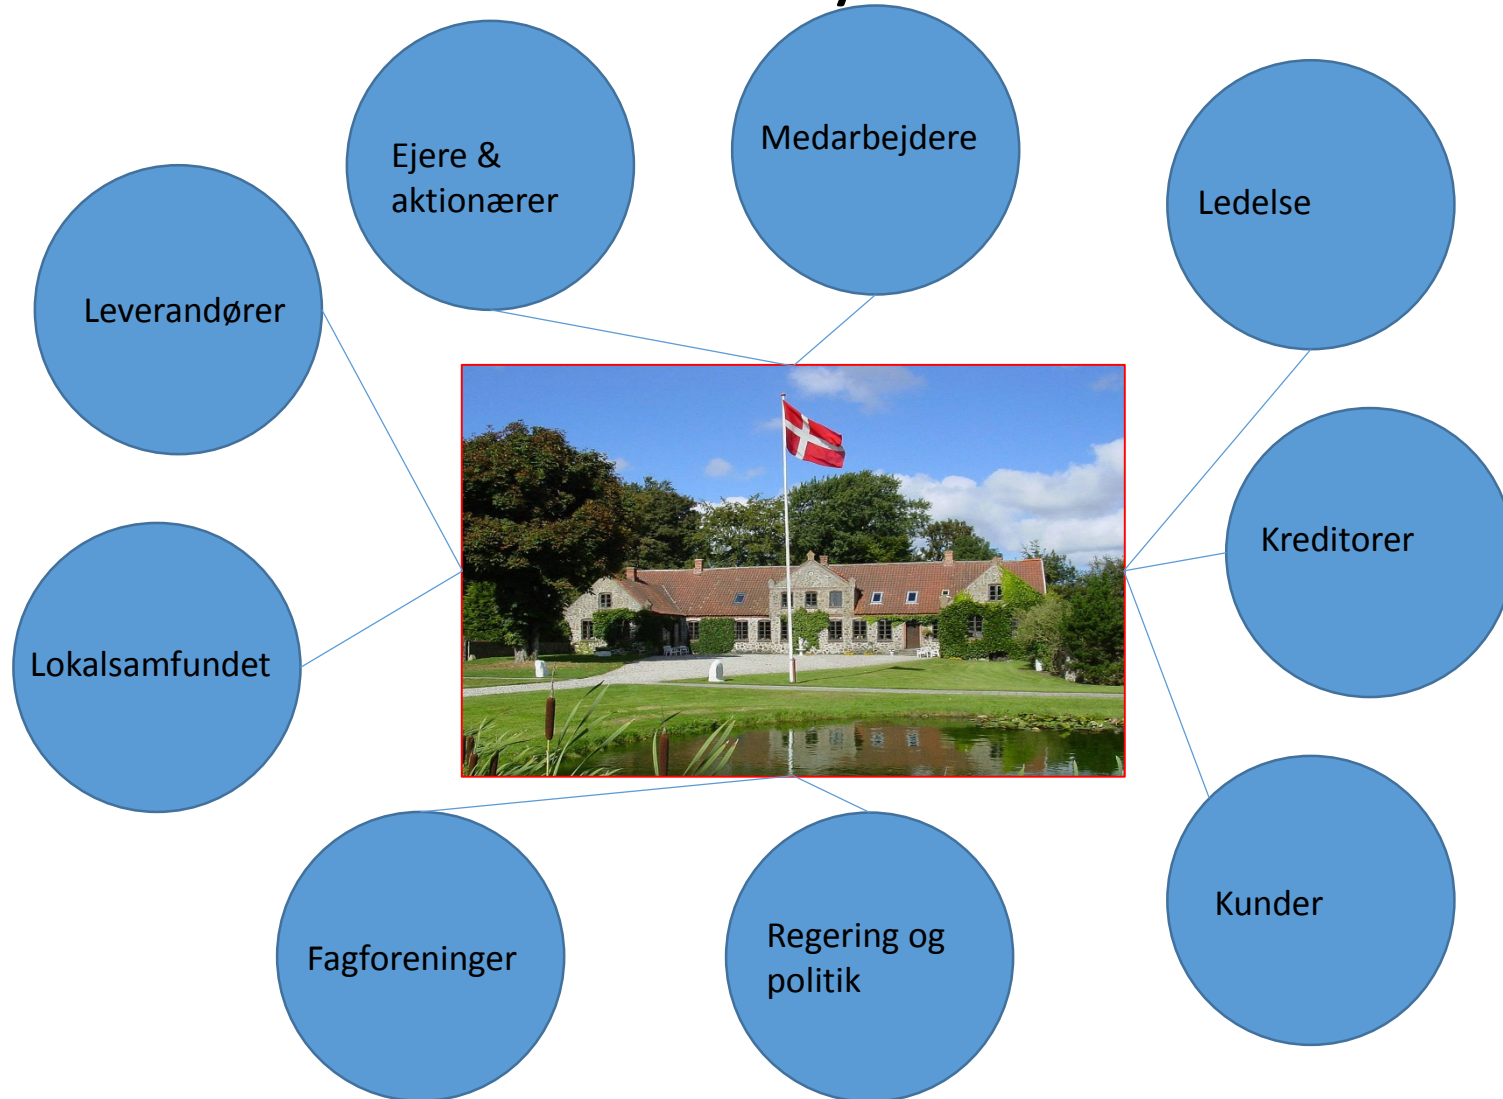 Ejere &
aktionærer
Medarbejdere
Ledelse
Leverandører
Kreditorer
Lokalsamfundet
Kunder
Fagforeninger
Regering og
politik